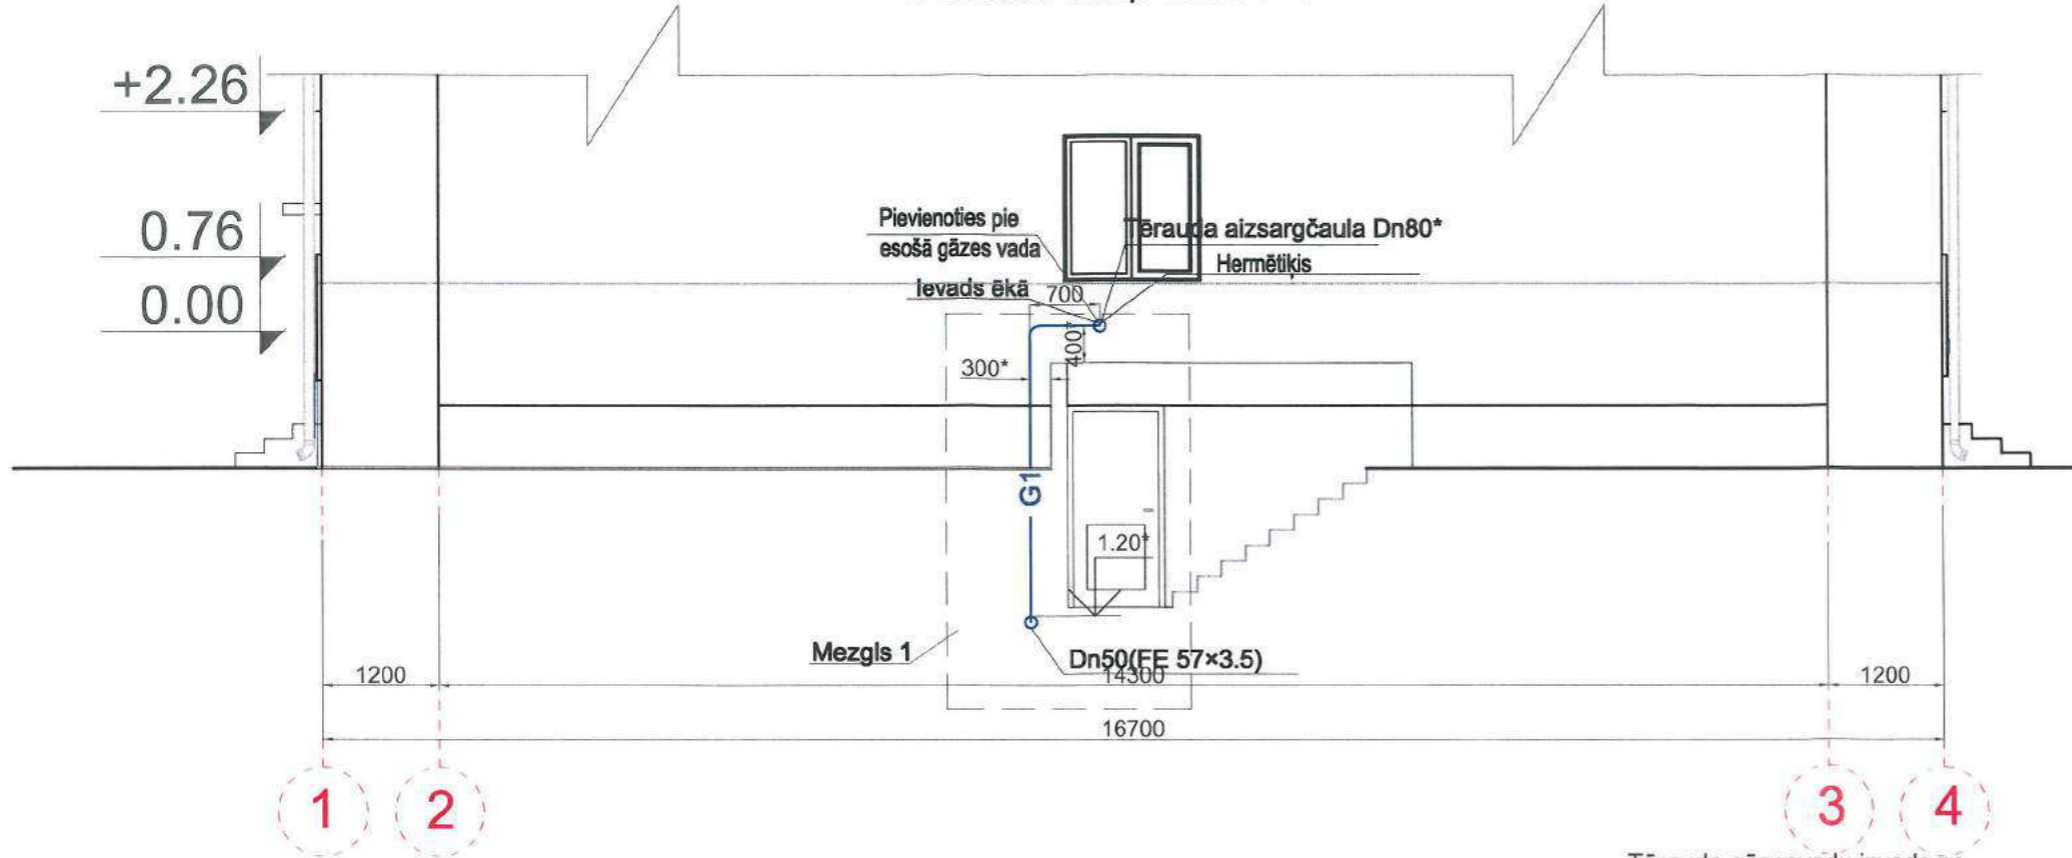 +2.26
0.76
0.00
Pievienoties pie
esošā gāzes vada
Tērauda aizsargčaula Dn80*
Hermētiķis
Ievads ēkā
700
400*
300*
G1
1.20*
Mezgls 1
Dn50(FE 57×3.5)
1200
14300
1200
16700
1
2
3
4